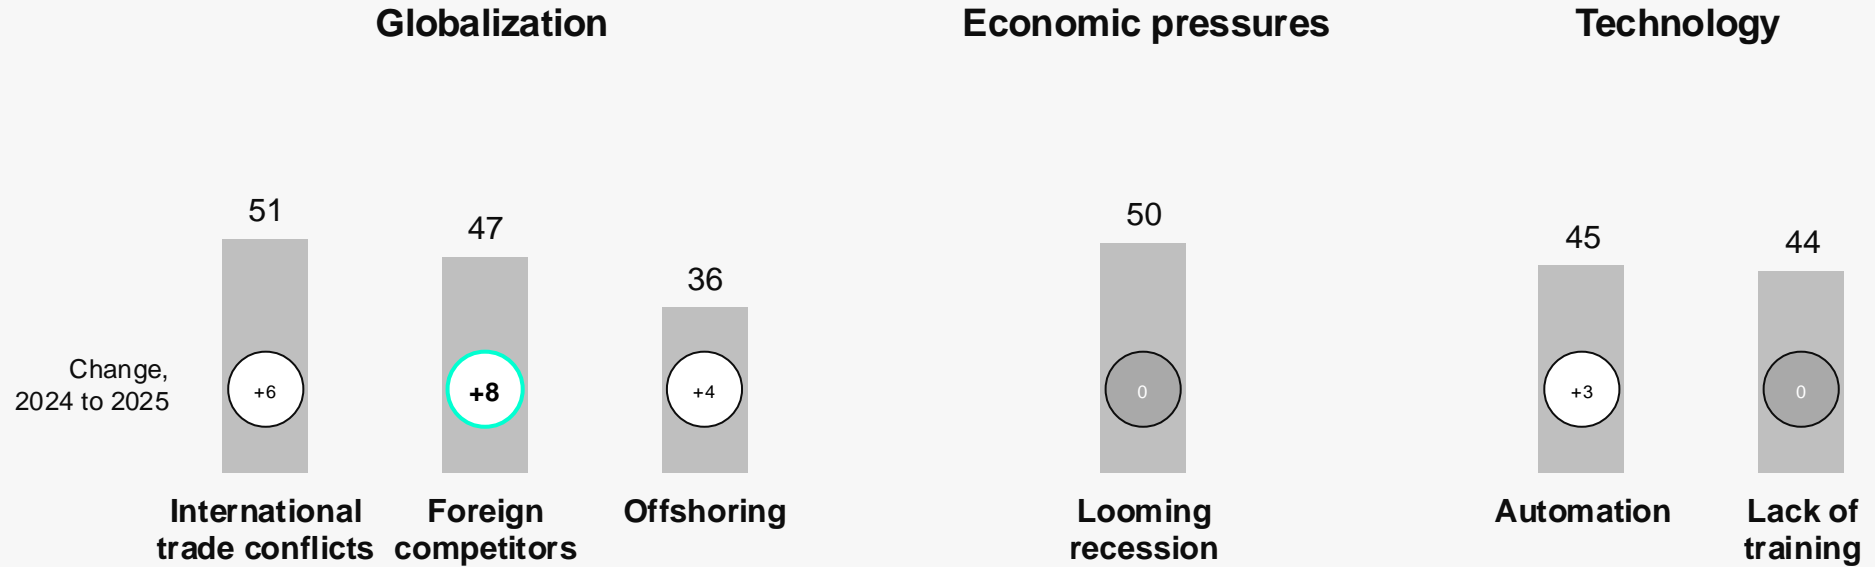 Globalization
Economic pressures
Technology
51
47
36
50
45
44
Change,
2024 to 2025
+6
+8
+4
0
+3
0
International
trade conflicts
Foreign
competitors
Offshoring
Looming
recession
Automation
Lack of
training